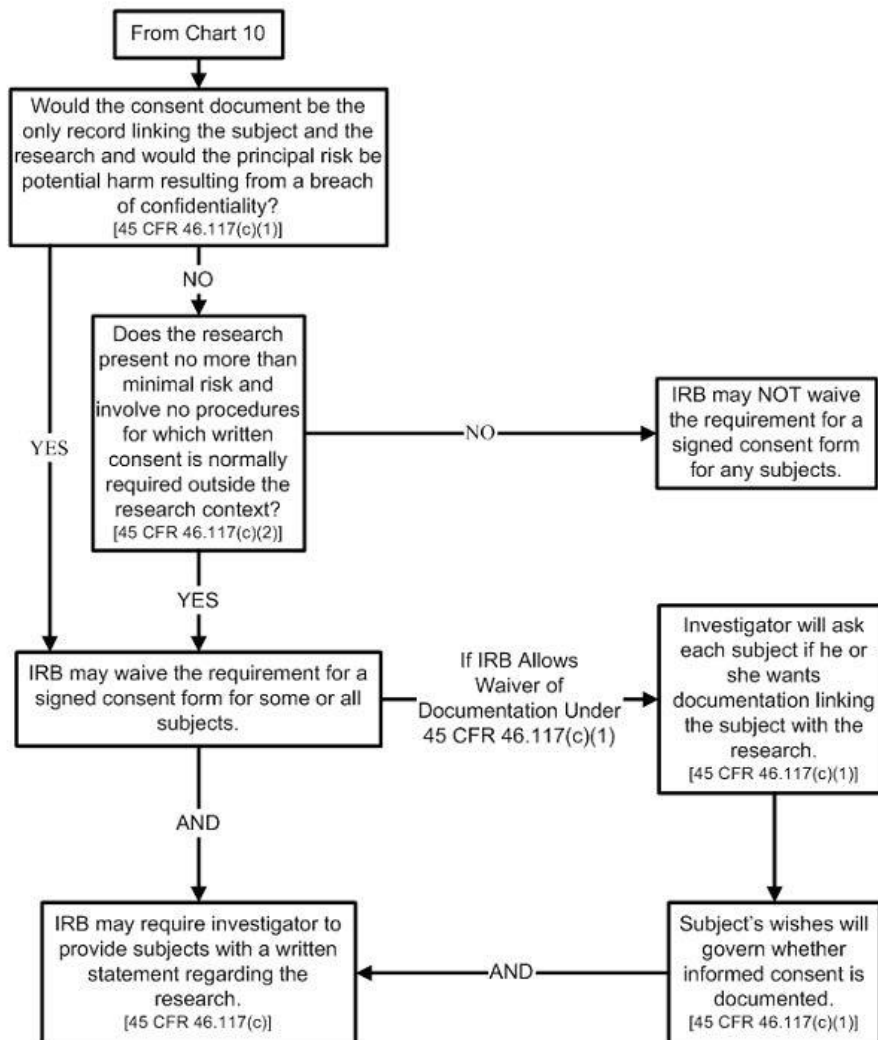 From Chart 10
Would the consent document be the
only record linking the subject and the
research and would the principal risk be
potential harm resulting from a breach
of confidentiality?
[45 CFR 46.117(c)(1)]
YES
NO
Does the research
present no more than
minimal risk and
involve no procedures
for which written
consent is normally
required outside the
research context?
[45 CFR 46.117(c)(2)]
NO
IRB may NOT waive
the requirement for a
signed consent form
for any subjects.
YES
IRB may waive the requirement for a
signed consent form for some or all
subjects.
If IRB Allows
Waiver of
Documentation Under
45 CFR 46.117(c)(1)
Investigator will ask
each subject if he or
she wants
documentation linking
the subject with the
research.
[45 CFR 46.117(c)(1)]
AND
IRB may require investigator to
provide subjects with a written
statement regarding the
research.
[45 CFR 46.117(c)]
AND
Subject's wishes will
govern whether
informed consent is
documented.
[45 CFR 46.117(c)(1)]